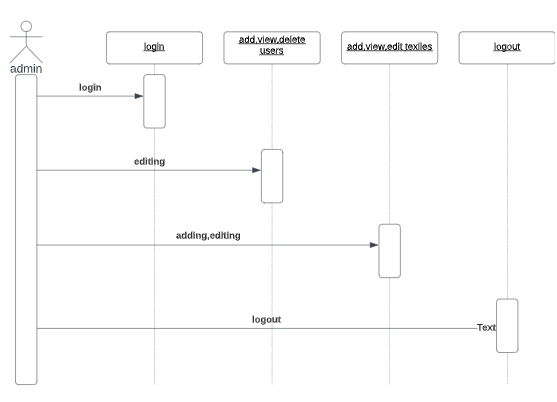 login
add,view,delete
users
add,view,edit texiles
logout
admin
login
editing
adding,editing
logout
Text